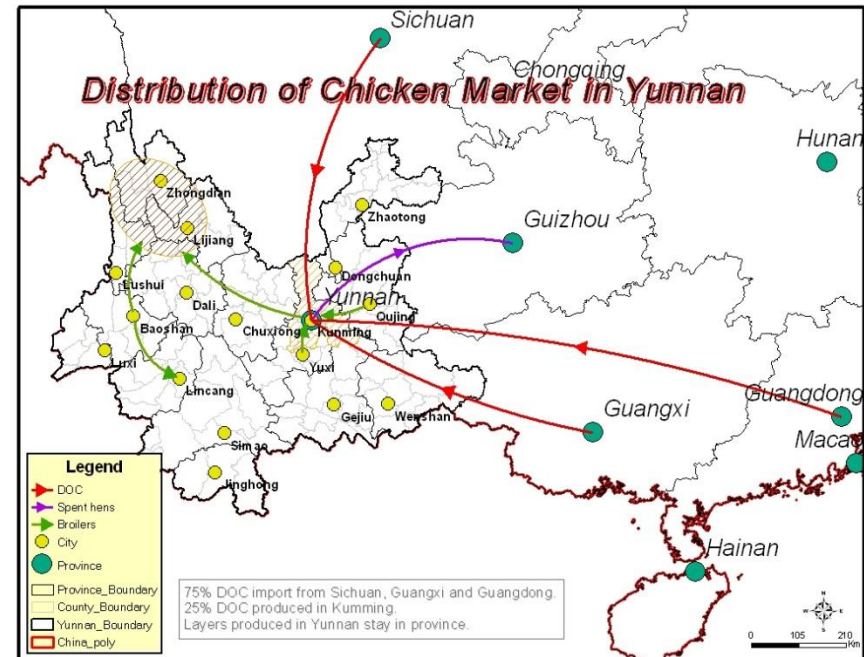 Sichuan
Chongqing
Distribution of Chicken Market in Yunnan
Hunan
Zhongdian
Zhaotong
Guizhou
Lijiang
Dongchuan
Lushui
Yunnan
Dali
Qujing
Baoshan
Chuxiong
Kunming
Luxi
Yuxi
Lincang
Guangdong
Gejiu
Wenshan
Guangxi
Simao
Macao
Jinghong
Hainan
Legend
DOC
Spent hens
Broilers
City
Province
Province_Boundary
County_Boundary
Yunnan_Boundary
China_poly
75% DOC import from Sichuan, Guangxi and Guangdong.
25% DOC produced in Kumming.
Layers produced in Yunnan stay in province.
N
W E
S
0 105 210
KM